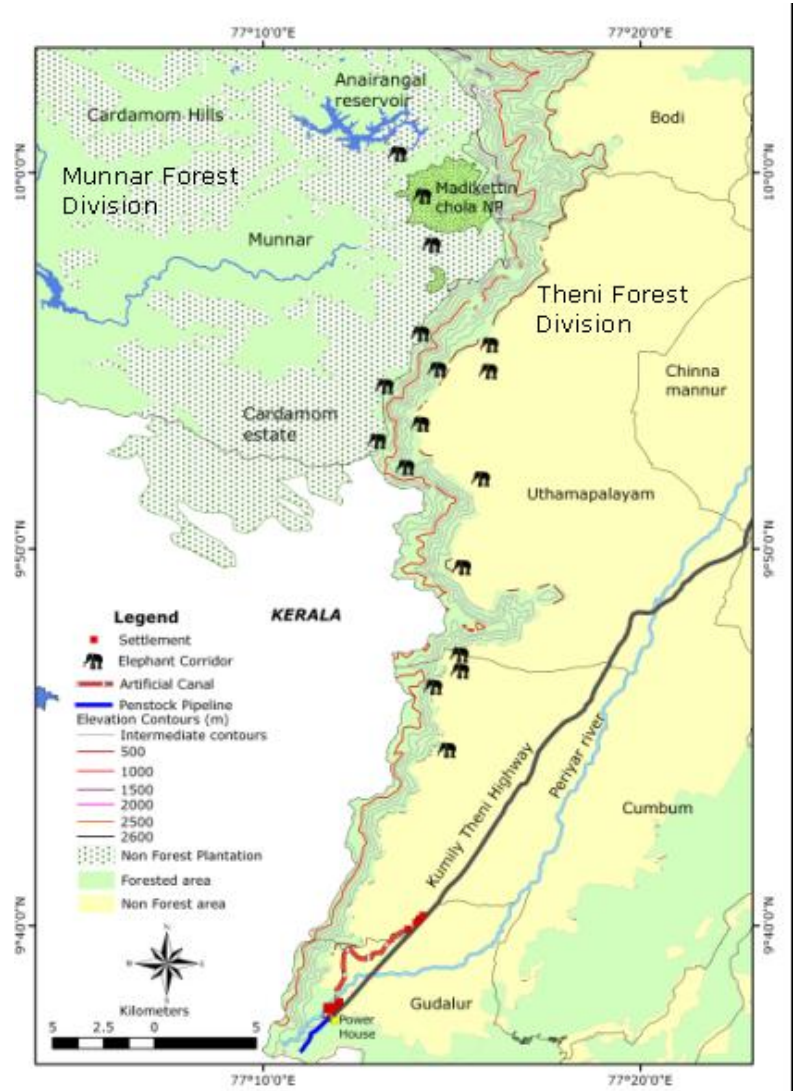 77°10'0"E
77°20'0"E
Anairangal
reservoir
Cardamom Hills
Bodi
10°0'0"N
10°0'0"N
Munnar Forest
Division
Madikettin
chola NP
Munnar
Theni Forest
Division
Chinna
mannur
Cardamom
estate
Uthamapalayam
9°50'0"N
9°50'0"N
KERALA
Legend
Settlement
Elephant Corridor
Artificial Canal
Penstock Pipeline
Elevation Contours (m)
Intermediate contours
500
1000
1500
2000
2500
2600
Non Forest Plantation
Forested area
Non Forest area
Kumily Theni Highway
Periyar river
Cumbum
9°40'0"N
9°40'0"N
N
W
E
S
Kilometers
5
2.5
0
5
Gudalur
Power
House
77°10'0"E
77°20'0"E